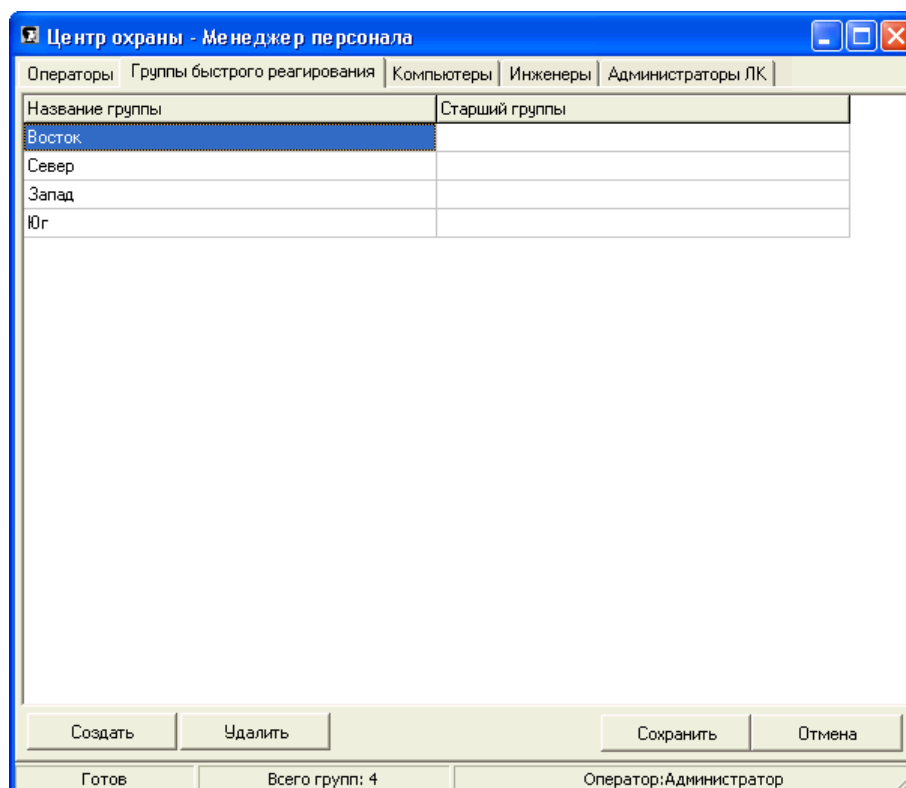 Центр охраны - Менеджер персонала
Операторы Группы быстрого реагирования Компьютеры Инженеры Администраторы ЛК
Название группы Старший группы
Восток
Север
Запад
Юг
Создать Удалить Сохранить Отмена
Готов Всего групп: 4 Оператор:Администратор